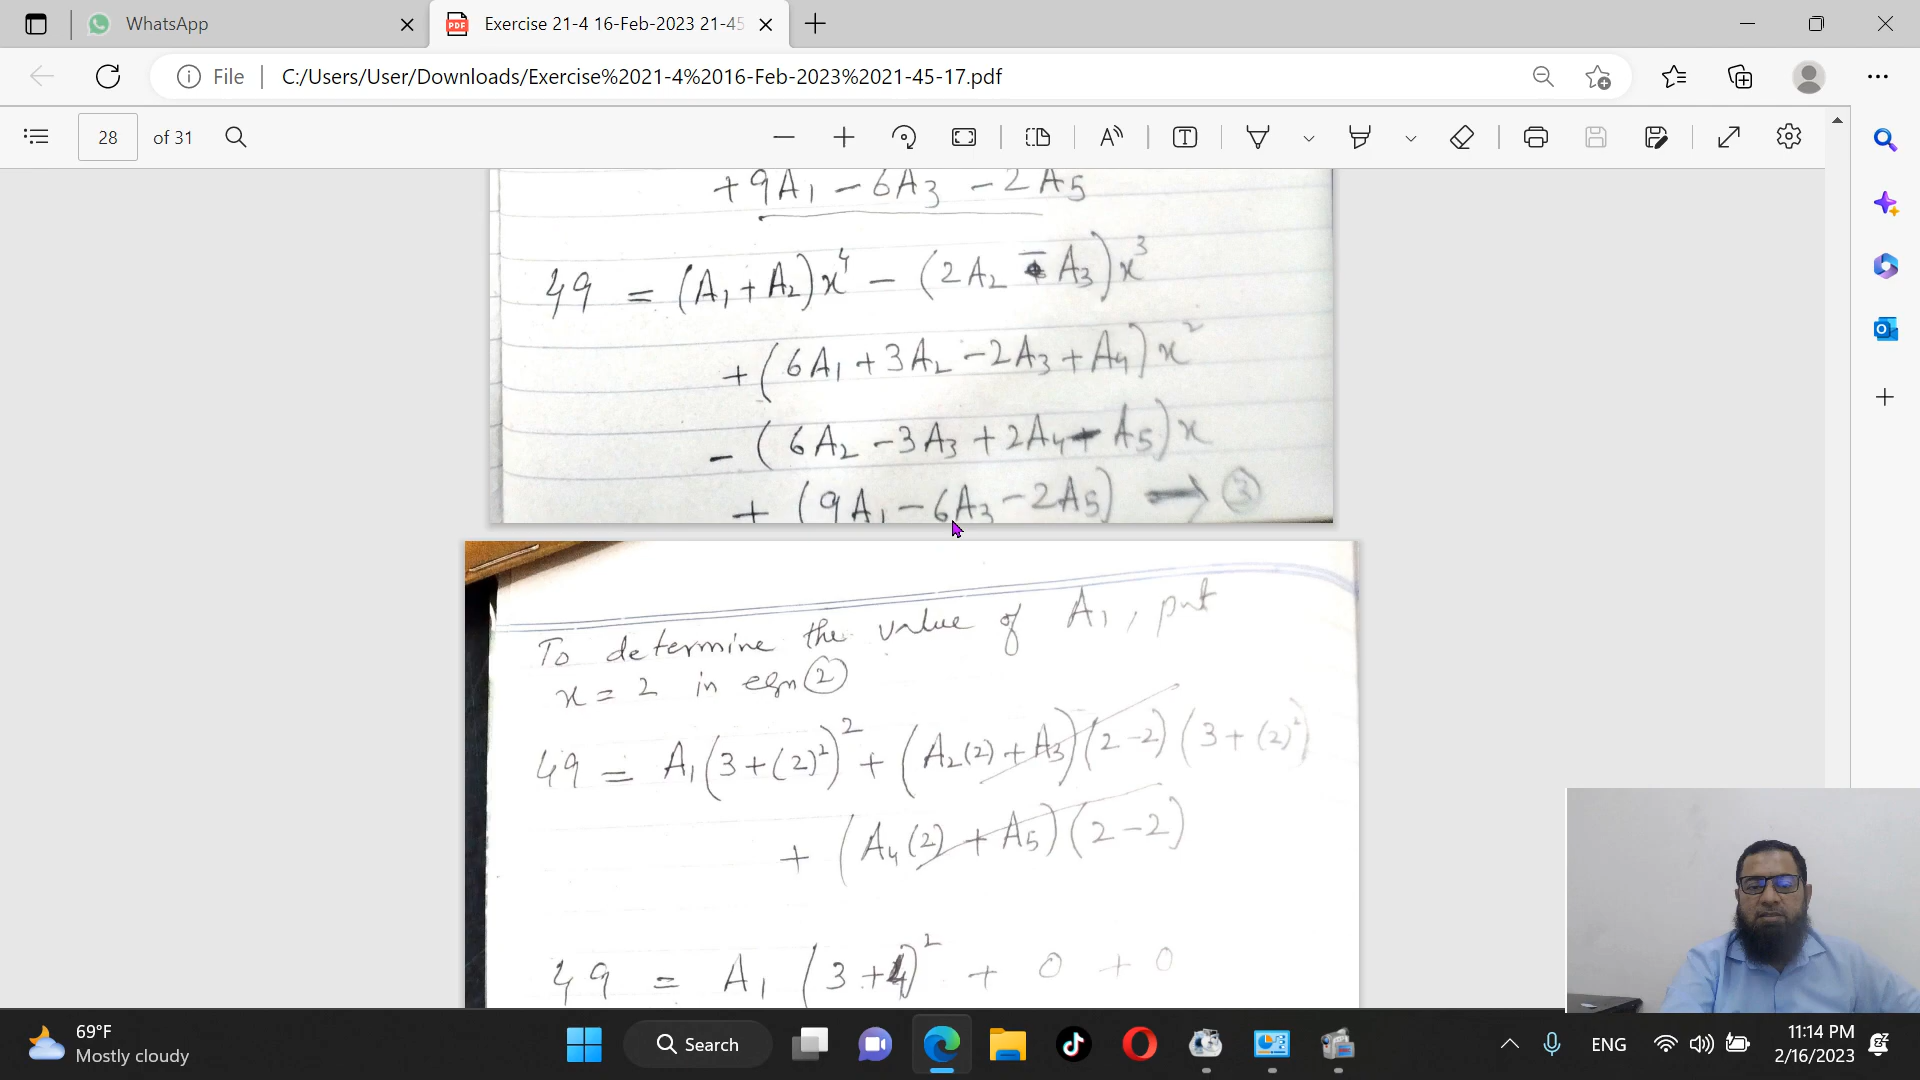 WhatsApp
Exercise 21-4 16-Feb-2023 21-45
File
C:/Users/User/Downloads/Exercise%2021-4%2016-Feb-2023%2021-45-17.pdf
28 of 31
+9A₁ - 6A₃ - 2A₅
49 = (A₁+A₂)x⁴ - (2A₂ - A₃)x³
+(6A₁+3A₂-2A₃+A₄)x²
- (6A₂-3A₃+2A₄-A₅)x
+ (9A₁-6A₃-2A₅) → ③
To determine the value of A₁, put
x = 2 in eqn ②
49 = A₁(3+(2)²)² + (A₂(2)+A₃)(2-2)(3+(2)²)
+ (A₄(2)+A₅)(2-2)
49 = A₁(3+4)² + 0 + 0
69°F
Mostly cloudy
Search
ENG
11:14 PM
2/16/2023